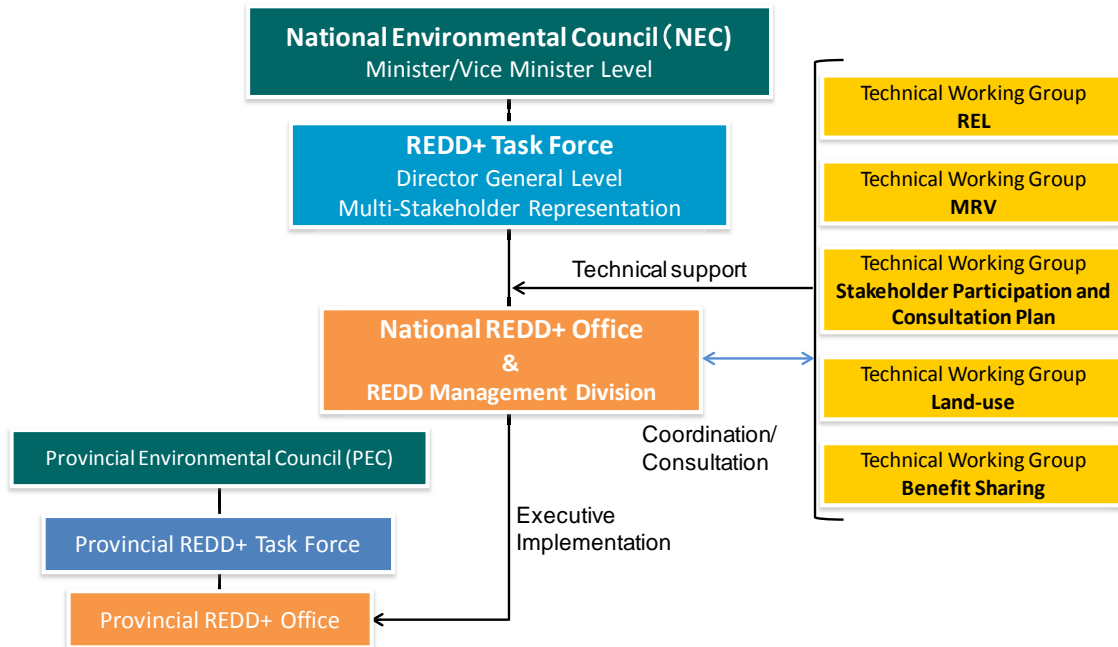 National Environmental Council（NEC)
Minister/Vice Minister Level
REDD+ Task Force
Director General Level
Multi-Stakeholder Representation
Technical support
National REDD+ Office
&
REDD Management Division
Coordination/
Consultation
Executive
Implementation
Provincial Environmental Council (PEC)
Provincial REDD+ Task Force
Provincial REDD+ Office
Technical Working Group
REL
Technical Working Group
MRV
Technical Working Group
Stakeholder Participation and
Consultation Plan
Technical Working Group
Land-use
Technical Working Group
Benefit Sharing